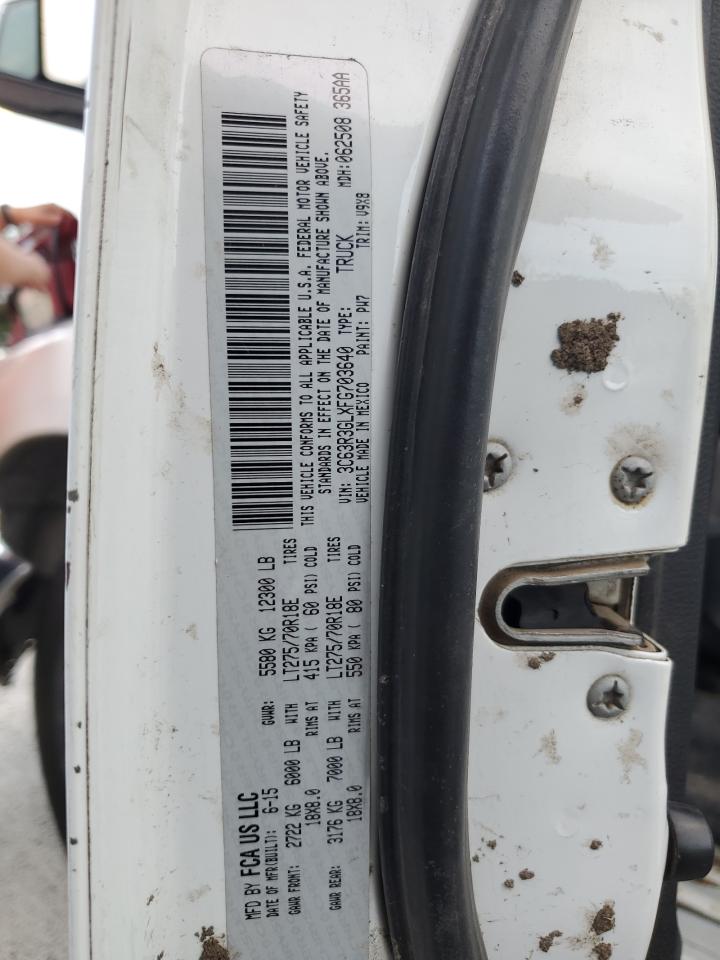 MFD BY FCA US LLC
DATE OF MFR(BUILT): 6-15 GVWR: 5580 KG 12300 LB
GAWR FRONT: 2722 KG 6000 LB WITH LT275/70R18E TIRES
18X8.0 RIMS AT 415 KPA ( 60 PSI) COLD
GAWR REAR: 3176 KG 7000 LB WITH LT275/70R18E TIRES
18X8.0 RIMS AT 550 KPA ( 80 PSI) COLD
THIS VEHICLE CONFORMS TO ALL APPLICABLE U.S.A. FEDERAL MOTOR VEHICLE SAFETY
STANDARDS IN EFFECT ON THE DATE OF MANUFACTURE SHOWN ABOVE.
VIN: 3C63R3GLXFG703640 TYPE: TRUCK MDH:062508 365AA
VEHICLE MADE IN MEXICO PAINT: PW7 TRIM: V9X8